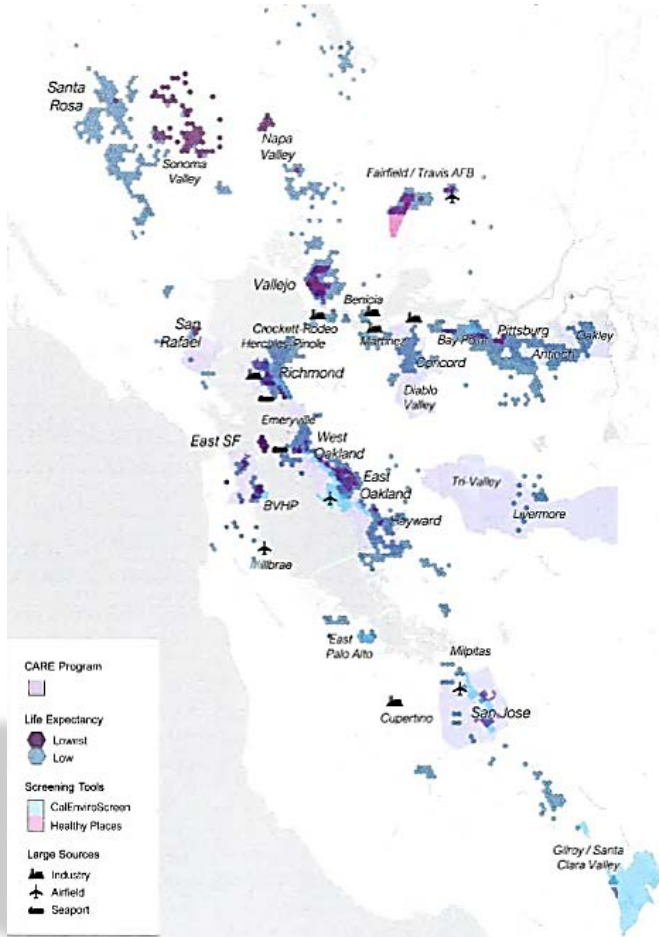 Santa
Rosa
Sonoma
Valley
Napa
Valley
Fairfield / Travis AFB
Vallejo
Benicia
San
Rafael
Crockett-Rodeo
Hercules-Pinole
Martinez
Bay Point
Pittsburg
Oakley
Antioch
Concord
Richmond
Diablo
Valley
Emeryville
East SF
West
Oakland
East
Oakland
Tri-Valley
Livermore
BVHP
Hayward
Millbrae
East
Palo Alto
Milpitas
Cupertino
San Jose
Gilroy / Santa
Clara Valley
CARE Program
Life Expectancy
Lowest
Low
Screening Tools
CalEnviroScreen
Healthy Places
Large Sources
Industry
Airfield
Seaport